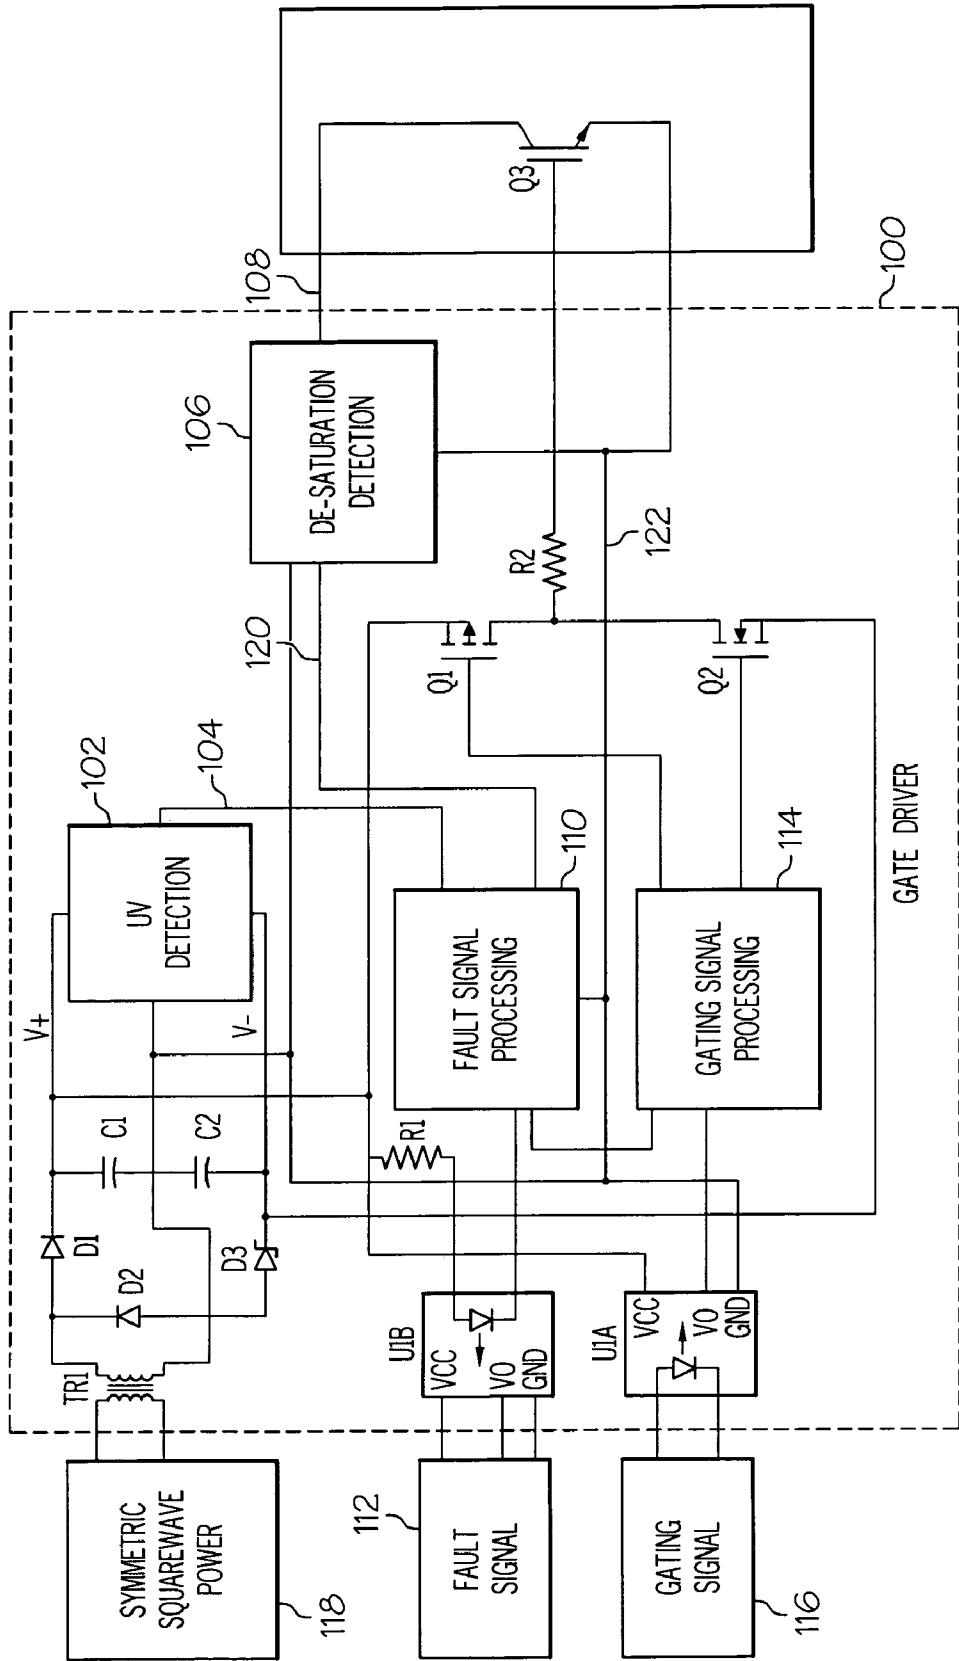 SYMMETRIC
SQUAREWAVE
POWER
118
TR1
D1
D2
D3
C1
C2
V+
V-
UV
DETECTION
102
104
120
106
DE-SATURATION
DETECTION
108
Q3
100
112
FAULT
SIGNAL
U1B
VCC
VO
GND
R1
FAULT SIGNAL
PROCESSING
110
Q1
R2
122
116
GATING
SIGNAL
U1A
VCC
VO
GND
GATING SIGNAL
PROCESSING
114
Q2
GATE DRIVER